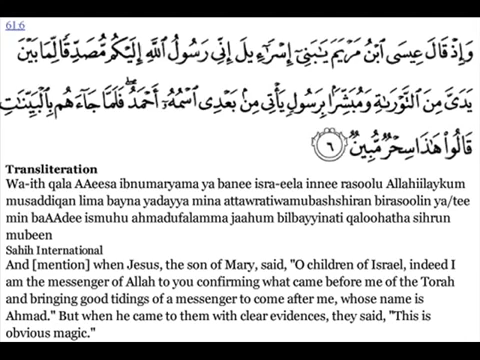 61:6
وَإِذْ قَالَ عِيسَى ٱبْنُ مَرْيَمَ يَـٰبَنِىٓ إِسْرَٰٓءِيلَ إِنِّى رَسُولُ ٱللَّهِ إِلَيْكُم مُّصَدِّقًا لِّمَا بَيْنَ
يَدَىَّ مِنَ ٱلتَّوْرَىٰةِ وَمُبَشِّرًۢا بِرَسُولٍ يَأْتِى مِنۢ بَعْدِى ٱسْمُهُۥٓ أَحْمَدُ ۖ فَلَمَّا جَآءَهُم بِٱلْبَيِّنَـٰتِ
قَالُوا۟ هَـٰذَا سِحْرٌ مُّبِينٌ ٦
Transliteration
Wa-ith qala AAeesa ibnumaryama ya banee isra-eela innee rasoolu Allahiilaykum
musaddiqan lima bayna yadayya mina attawratiwamubashshiran birasoolin ya/tee
min baAAdee ismuhu ahmadufalamma jaahum bilbayyinati qaloohatha sihrun
mubeen
Sahih International
And [mention] when Jesus, the son of Mary, said, "O children of Israel, indeed I
am the messenger of Allah to you confirming what came before me of the Torah
and bringing good tidings of a messenger to come after me, whose name is
Ahmad." But when he came to them with clear evidences, they said, "This is
obvious magic."